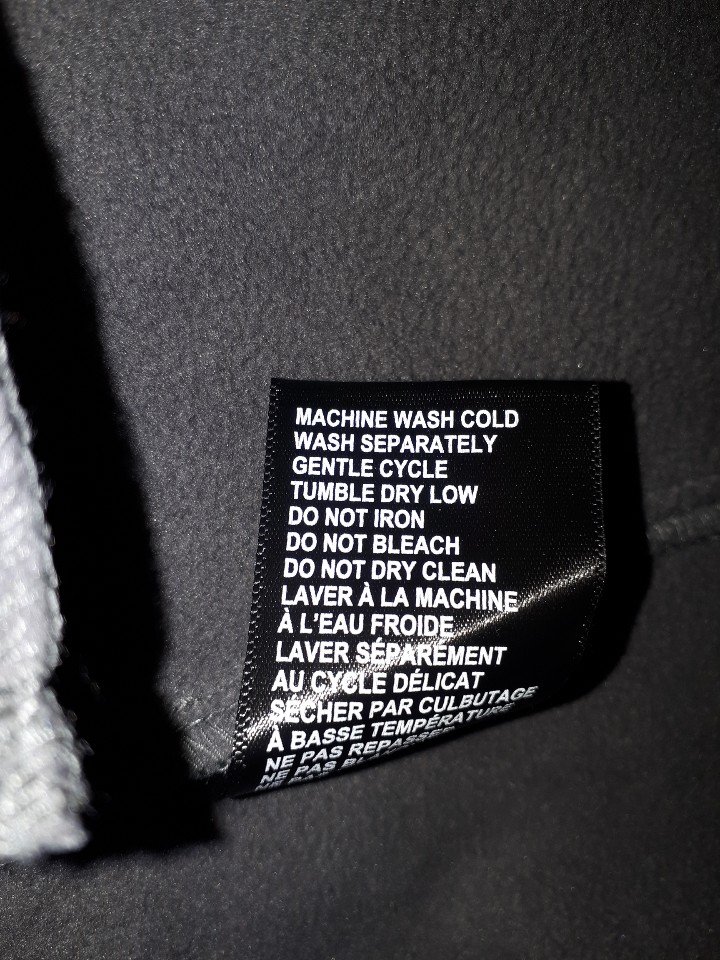 MACHINE WASH COLD
WASH SEPARATELY
GENTLE CYCLE
TUMBLE DRY LOW
DO NOT IRON
DO NOT BLEACH
DO NOT DRY CLEAN
LAVER À LA MACHINE
À L'EAU FROIDE
LAVER SÉPARÉMENT
AU CYCLE DÉLICAT
SÉCHER PAR CULBUTAGE
À BASSE TEMPÉRATURE
NE PAS REPASSER
NE PAS